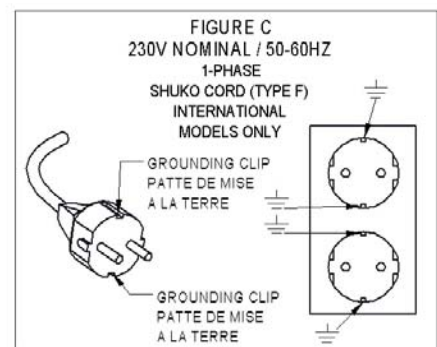 FIGURE C
230V NOMINAL / 50-60HZ
1-PHASE
SHUKO CORD (TYPE F)
INTERNATIONAL
MODELS ONLY
GROUNDING CLIP
PATTE DE MISE
A LA TERRE
GROUNDING CLIP
PATTE DE MISE
A LA TERRE